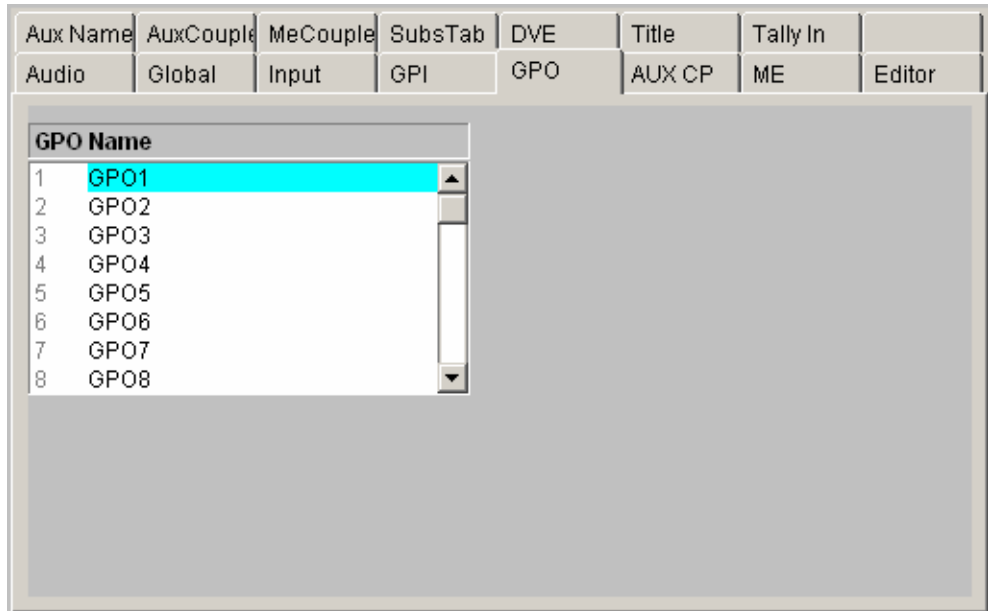 Aux Name AuxCouple MeCouple SubsTab DVE Title Tally In
Audio Global Input GPI GPO AUX CP ME Editor
GPO Name
1 GPO1
2 GPO2
3 GPO3
4 GPO4
5 GPO5
6 GPO6
7 GPO7
8 GPO8